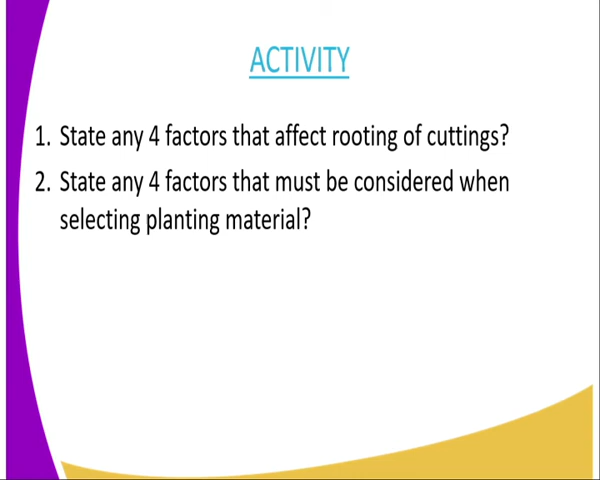 ACTIVITY
1. State any 4 factors that affect rooting of cuttings?
2. State any 4 factors that must be considered when
selecting planting material?